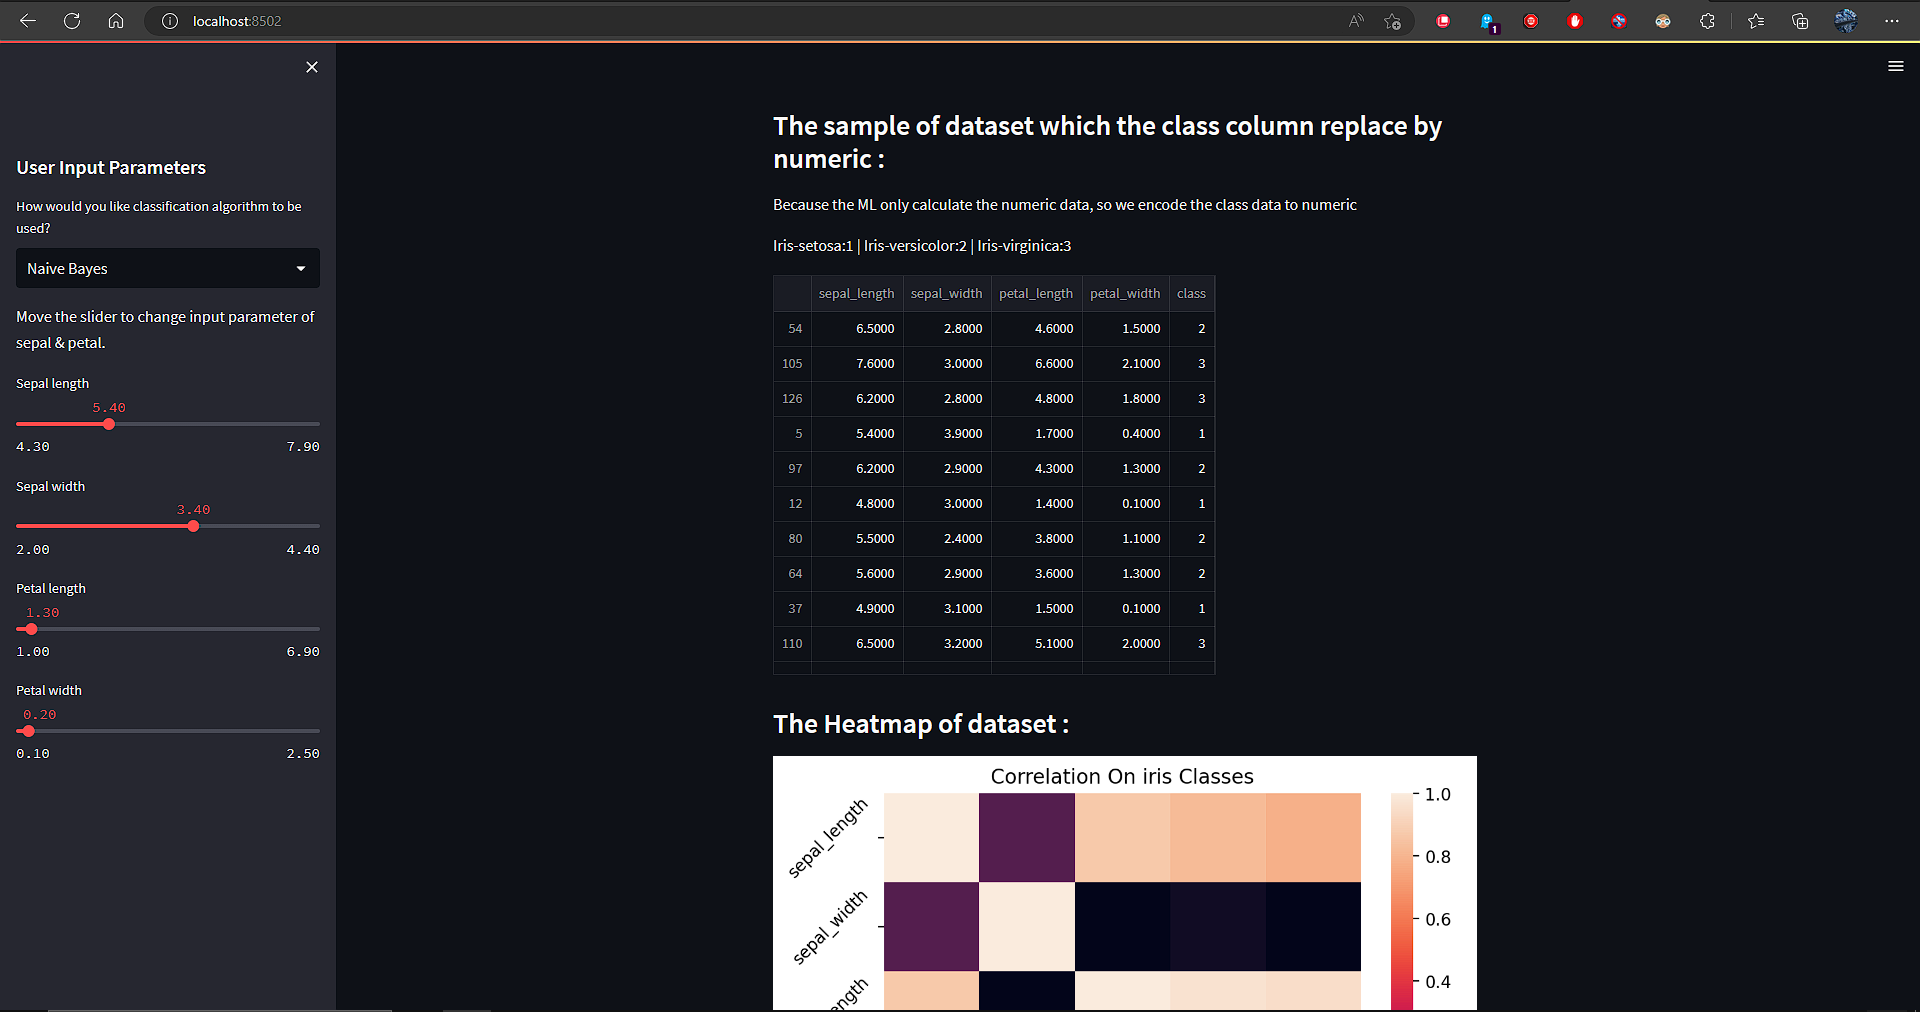 localhost:8502
1
User Input Parameters
How would you like classification algorithm to be
used?
Naive Bayes
Move the slider to change input parameter of
sepal & petal.
Sepal length
5.40
4.30 7.90
Sepal width
3.40
2.00 4.40
Petal length
1.30
1.00 6.90
Petal width
0.20
0.10 2.50
The sample of dataset which the class column replace by
numeric :
Because the ML only calculate the numeric data, so we encode the class data to numeric
Iris-setosa:1 | Iris-versicolor:2 | Iris-virginica:3
sepal_length sepal_width petal_length petal_width class
54 6.5000 2.8000 4.6000 1.5000 2
105 7.6000 3.0000 6.6000 2.1000 3
126 6.2000 2.8000 4.8000 1.8000 3
5 5.4000 3.9000 1.7000 0.4000 1
97 6.2000 2.9000 4.3000 1.3000 2
12 4.8000 3.0000 1.4000 0.1000 1
80 5.5000 2.4000 3.8000 1.1000 2
64 5.6000 2.9000 3.6000 1.3000 2
37 4.9000 3.1000 1.5000 0.1000 1
110 6.5000 3.2000 5.1000 2.0000 3
The Heatmap of dataset :
Correlation On iris Classes
sepal_length
sepal_width
ength
1.0
0.8
0.6
0.4